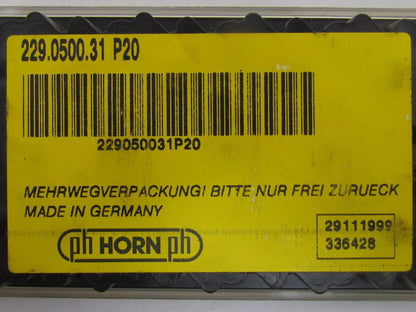 229.0500.31 P20
229050031P20
MEHRWEGVERPACKUNG! BITTE NUR FREI ZURUECK
MADE IN GERMANY
ph HORN ph
29111999
336428